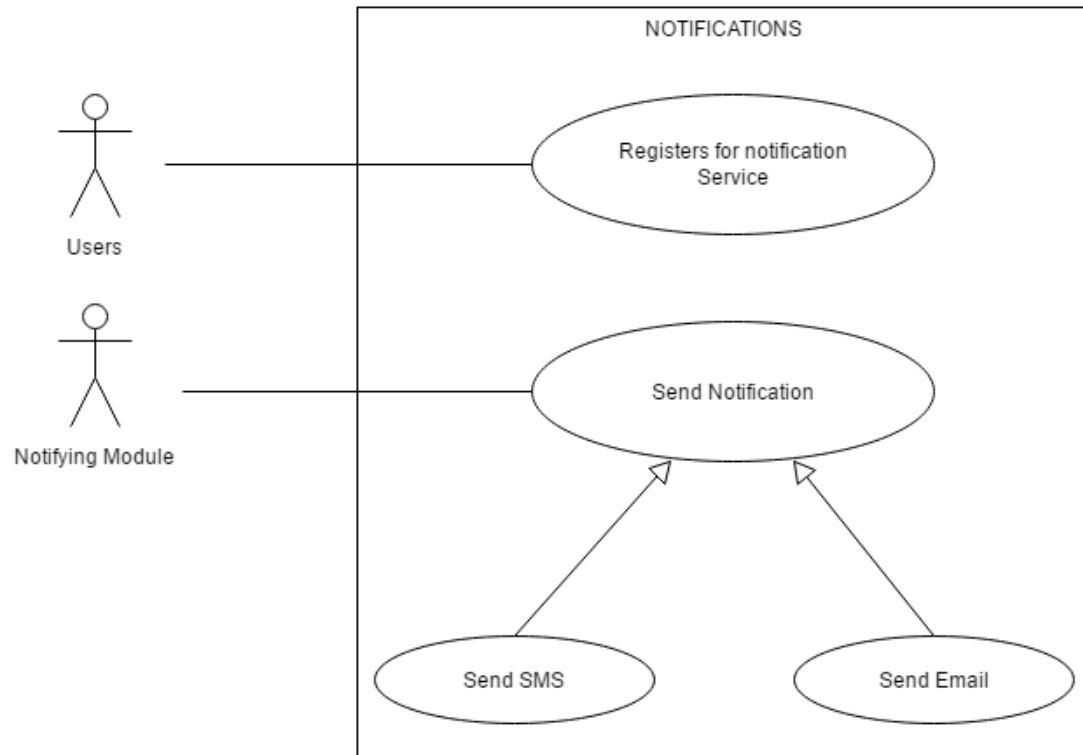 NOTIFICATIONS
Registers for notification
Service
Users
Send Notification
Notifying Module
Send SMS
Send Email